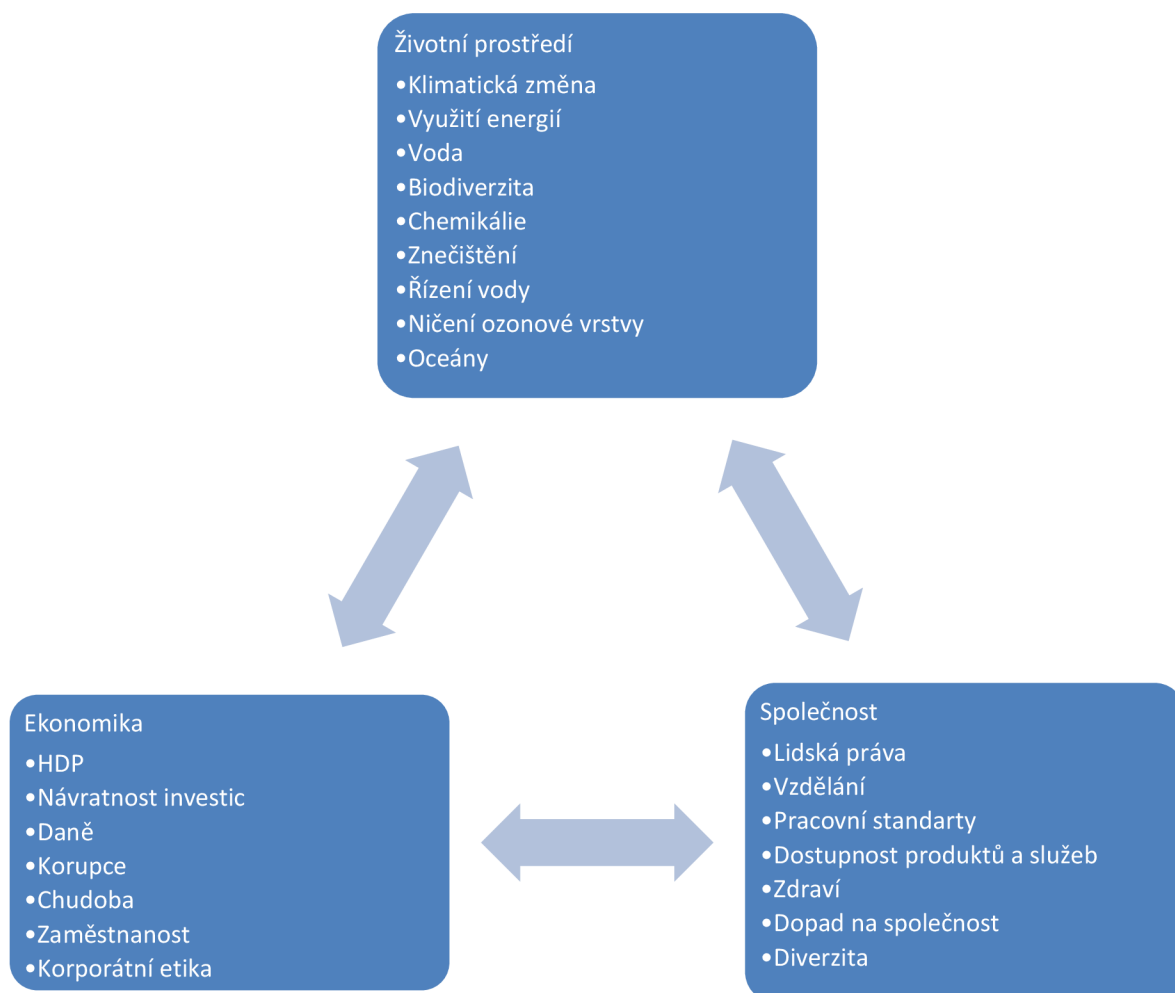 Životní prostředí
•Klimatická změna
•Využití energií
•Voda
•Biodiverzita
•Chemikálie
•Znečištění
•Řízení vody
•Ničení ozonové vrstvy
•Oceány
Ekonomika
•HDP
•Návratnost investic
•Daně
•Korupce
•Chudoba
•Zaměstnanost
•Korporátní etika
Společnost
•Lidská práva
•Vzdělání
•Pracovní standarty
•Dostupnost produktů a služeb
•Zdraví
•Dopad na společnost
•Diverzita